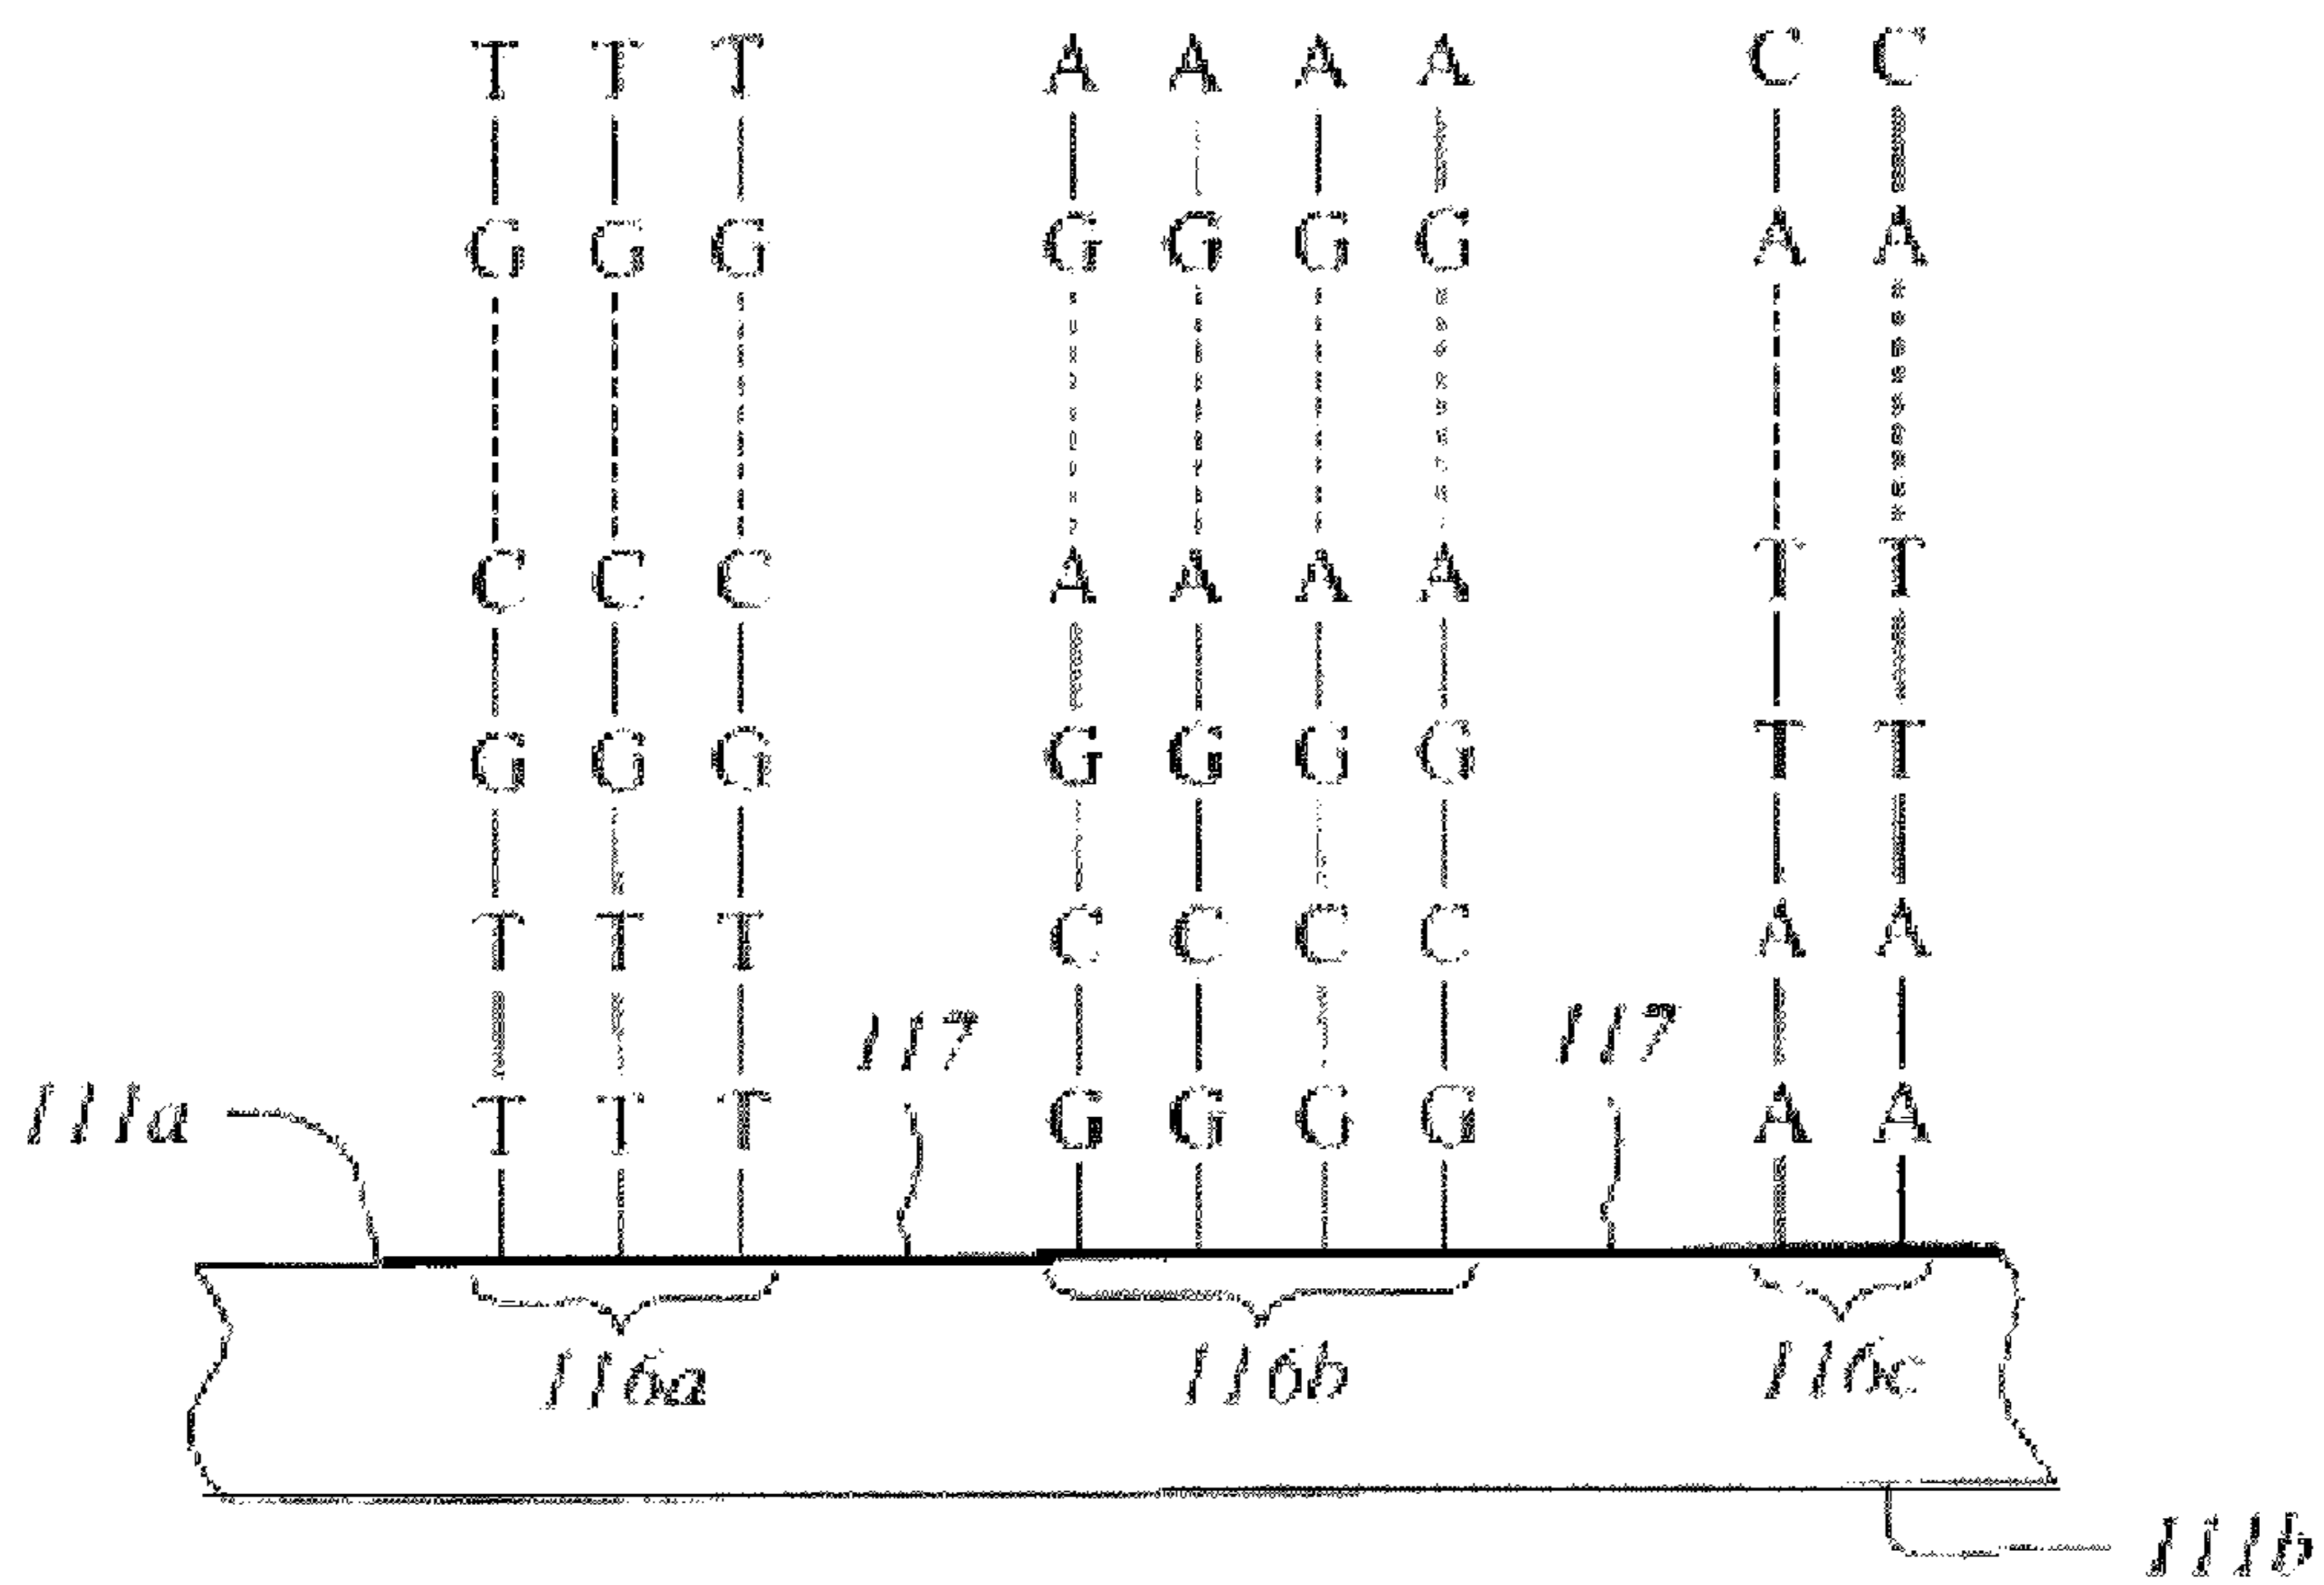 T T T A A A A C C
G G G G G G G A A
C C C A A A A T T
G G G G G G G T T
T T T C C C C A A
117 117
111a T T T G G G G A A
116a 116b 116c
111b